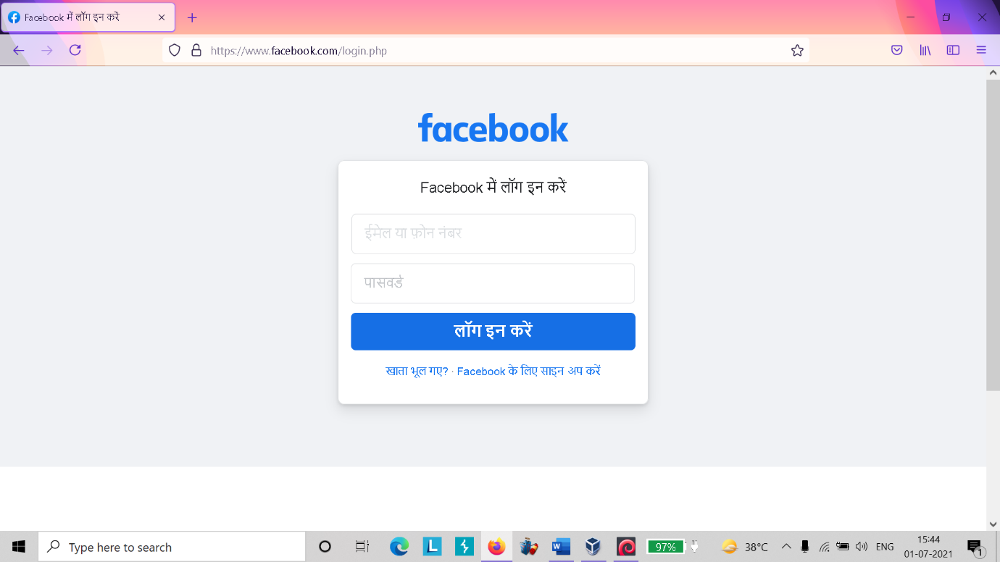 Facebook में लॉग इन करें
https://www.facebook.com/login.php
facebook
Facebook में लॉग इन करें
ईमेल या फ़ोन नंबर
पासवर्ड
लॉग इन करें
खाता भूल गए? · Facebook के लिए साइन अप करें
Type here to search
97%
38°C
ENG
15:44
01-07-2021
1